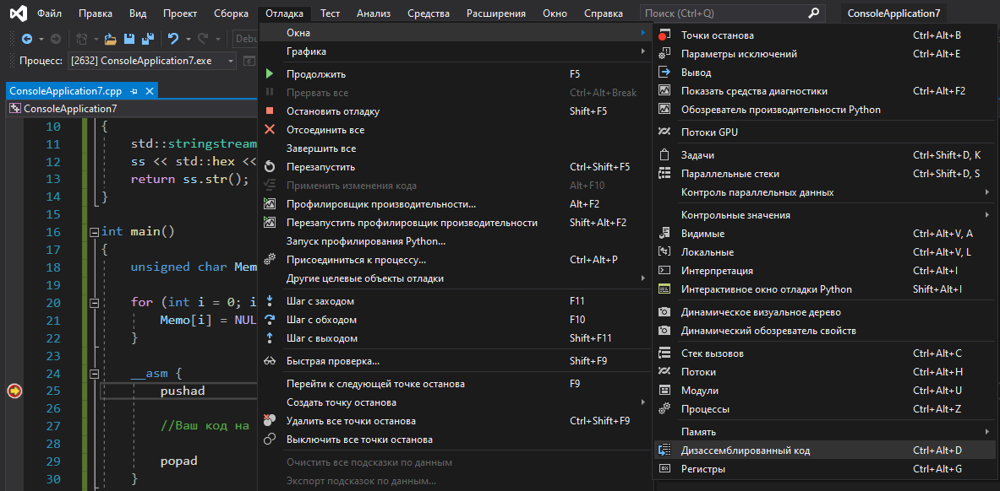 Файл Правка Вид Проект Сборка Отладка Тест Анализ Средства Расширения Окно Справка Поиск (Ctrl+Q) ConsoleApplication7
Debu
Процесс: [2632] ConsoleApplication7.exe
ConsoleApplication7.cpp
ConsoleApplication7
10 {
11 std::stringstream
12 ss << std::hex <<
13 return ss.str();
14 }
15
16 int main()
17 {
18 unsigned char Mem
19
20 for (int i = 0; i
21 Memo[i] = NUL
22 }
23
24 __asm {
25 pushad
26
27 //Ваш код на
28
29 popad
30 }
Окна
Графика
Продолжить F5
Прервать все Ctrl+Alt+Break
Остановить отладку Shift+F5
Отсоединить все
Завершить все
Перезапустить Ctrl+Shift+F5
Применить изменения кода Alt+F10
Профилировщик производительности... Alt+F2
Перезапустить профилировщик производительности Shift+Alt+F2
Запуск профилирования Python...
Присоединиться к процессу... Ctrl+Alt+P
Другие целевые объекты отладки
Шаг с заходом F11
Шаг с обходом F10
Шаг с выходом Shift+F11
Быстрая проверка... Shift+F9
Перейти к следующей точке останова F9
Создать точку останова
Удалить все точки останова Ctrl+Shift+F9
Выключить все точки останова
Очистить все подсказки по данным
Экспорт подсказок по данным...
Точки останова Ctrl+Alt+B
Параметры исключений Ctrl+Alt+E
Вывод
Показать средства диагностики Ctrl+Alt+F2
Обозреватель производительности Python
Потоки GPU
Задачи Ctrl+Shift+D, K
Параллельные стеки Ctrl+Shift+D, S
Контроль параллельных данных
Контрольные значения
Видимые Ctrl+Alt+V, A
Локальные Ctrl+Alt+V, L
Интерпретация Ctrl+Alt+I
Интерактивное окно отладки Python Shift+Alt+I
Динамическое визуальное дерево
Динамический обозреватель свойств
Стек вызовов Ctrl+Alt+C
Потоки Ctrl+Alt+H
Модули Ctrl+Alt+U
Процессы Ctrl+Alt+Z
Память
Дизассемблированный код Ctrl+Alt+D
Регистры Ctrl+Alt+G